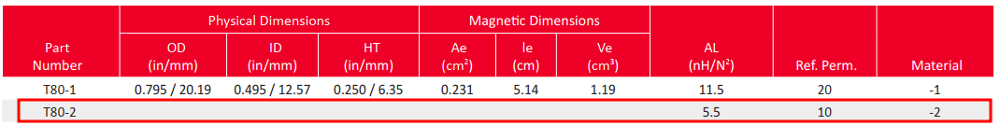 Physical Dimensions Magnetic Dimensions
Part Number OD (in/mm) ID (in/mm) HT (in/mm) Ae (cm²) le (cm) Ve (cm³) AL (nH/N²) Ref. Perm. Material
T80-1 0.795 / 20.19 0.495 / 12.57 0.250 / 6.35 0.231 5.14 1.19 11.5 20 -1
T80-2 5.5 10 -2